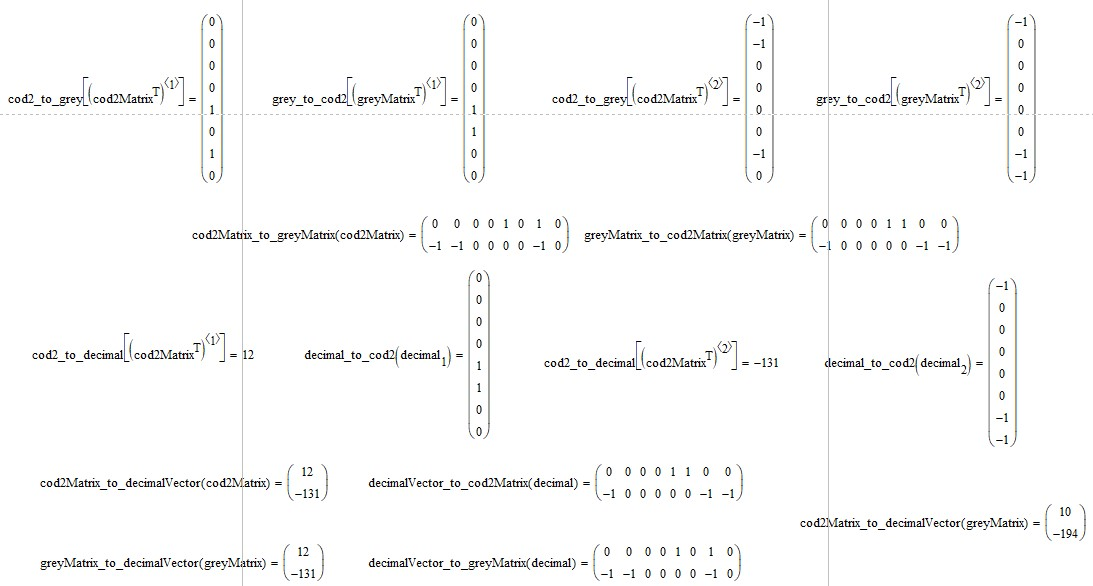 cod2_to_grey[(cod2Matrix^T)^⟨1⟩] = (0 0 0 0 1 0 1 0)
grey_to_cod2[(greyMatrix^T)^⟨1⟩] = (0 0 0 0 1 1 0 0)
cod2_to_grey[(cod2Matrix^T)^⟨2⟩] = (−1 −1 0 0 0 0 −1 0)
grey_to_cod2[(greyMatrix^T)^⟨2⟩] = (−1 0 0 0 0 0 −1 −1)
cod2Matrix_to_greyMatrix(cod2Matrix) =
0 0 0 0 1 0 1 0
−1 −1 0 0 0 0 −1 0
greyMatrix_to_cod2Matrix(greyMatrix) =
0 0 0 0 1 1 0 0
−1 0 0 0 0 0 −1 −1
cod2_to_decimal[(cod2Matrix^T)^⟨1⟩] = 12
decimal_to_cod2(decimal_1) = (0 0 0 0 1 1 0 0)
cod2_to_decimal[(cod2Matrix^T)^⟨2⟩] = −131
decimal_to_cod2(decimal_2) = (−1 0 0 0 0 0 −1 −1)
cod2Matrix_to_decimalVector(cod2Matrix) =
12
−131
decimalVector_to_cod2Matrix(decimal) =
0 0 0 0 1 1 0 0
−1 0 0 0 0 0 −1 −1
cod2Matrix_to_decimalVector(greyMatrix) =
10
−194
greyMatrix_to_decimalVector(greyMatrix) =
12
−131
decimalVector_to_greyMatrix(decimal) =
0 0 0 0 1 0 1 0
−1 −1 0 0 0 0 −1 0